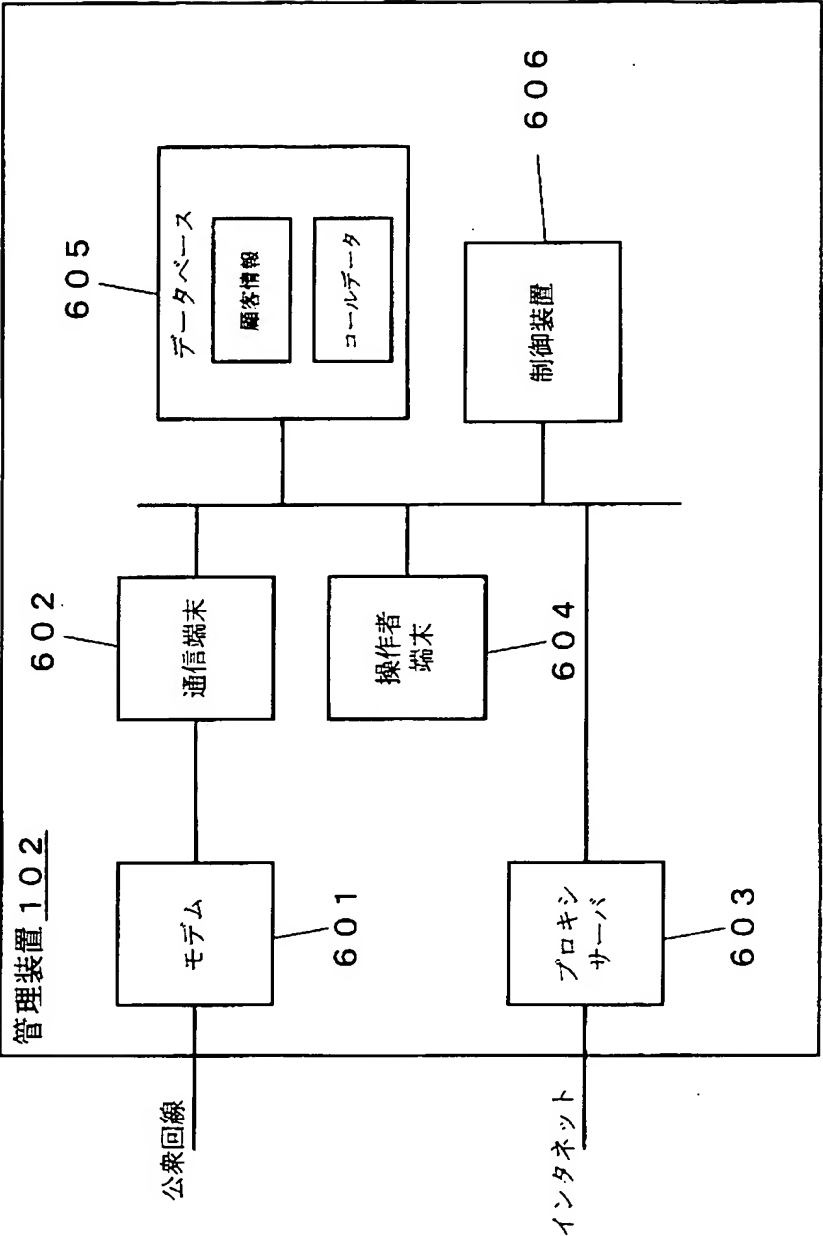 管理装置 102
公衆回線
モデム
601
通信端末
602
605
データベース
顧客情報
コールデータ
操作者
端末
604
制御装置
606
インタネット
プロキシ
サーバ
603